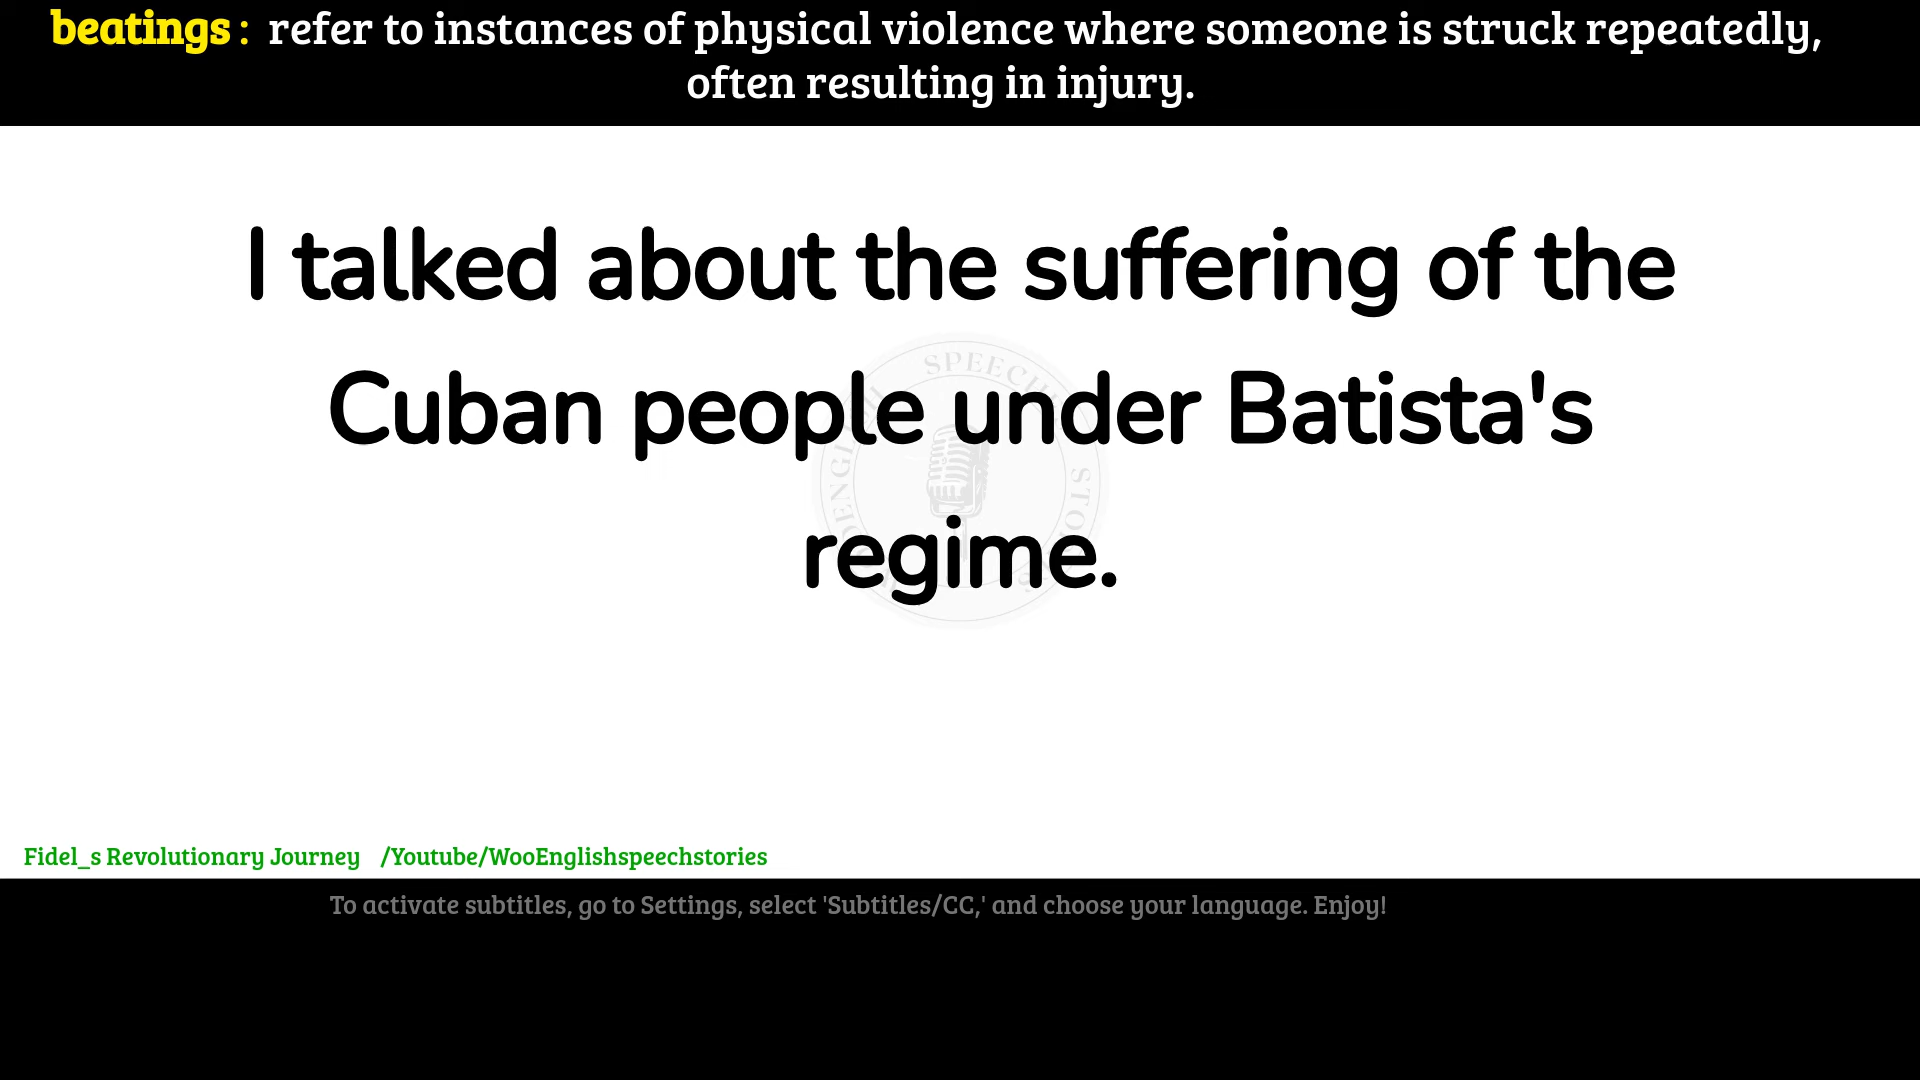 beatings : refer to instances of physical violence where someone is struck repeatedly,
often resulting in injury.
I talked about the suffering of the
Cuban people under Batista's
regime.
Fidel_s Revolutionary Journey /Youtube/WooEnglishspeechstories
To activate subtitles, go to Settings, select 'Subtitles/CC,' and choose your language. Enjoy!